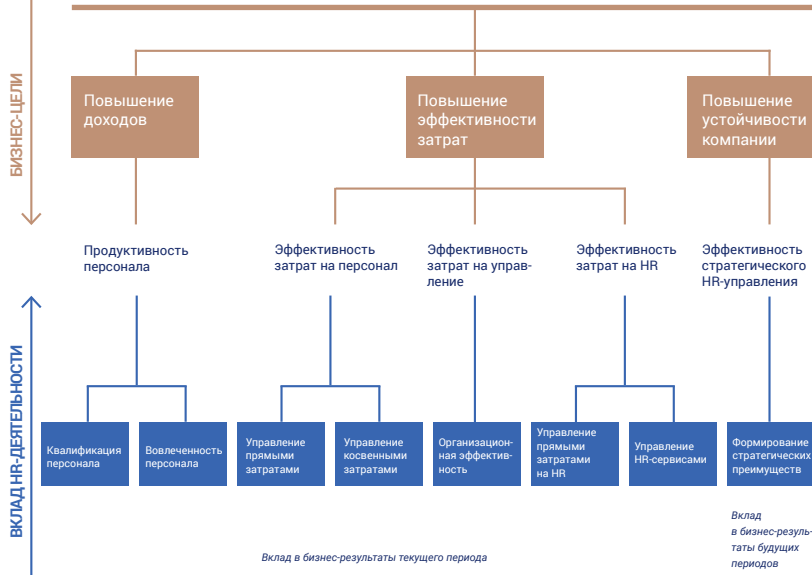 БИЗНЕС-ЦЕЛИ
Повышение
доходов
Повышение
эффективности
затрат
Повышение
устойчивости
компании
Продуктивность
персонала
Эффективность
затрат на персонал
Эффективность
затрат на управ-
ление
Эффективность
затрат на HR
Эффективность
стратегического
HR-управления
ВКЛАД HR-ДЕЯТЕЛЬНОСТИ
Квалификация
персонала
Вовлеченность
персонала
Управление
прямыми
затратами
Управление
косвенными
затратами
Организацион-
ная эффектив-
ность
Управление
прямыми
затратами
на HR
Управление
HR-сервисами
Формирование
стратегических
преимуществ
Вклад в бизнес-результаты текущего периода
Вклад
в бизнес-резуль-
таты будущих
периодов